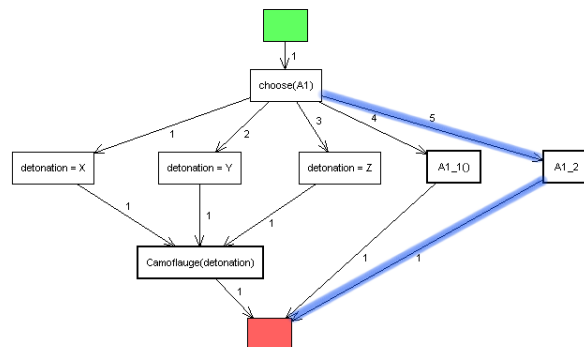 1
choose(A1)
1
2
3
4
5
detonation = X
detonation = Y
detonation = Z
A1_1()
A1_2
1
1
1
Camoflauge(detonation)
1
1
1